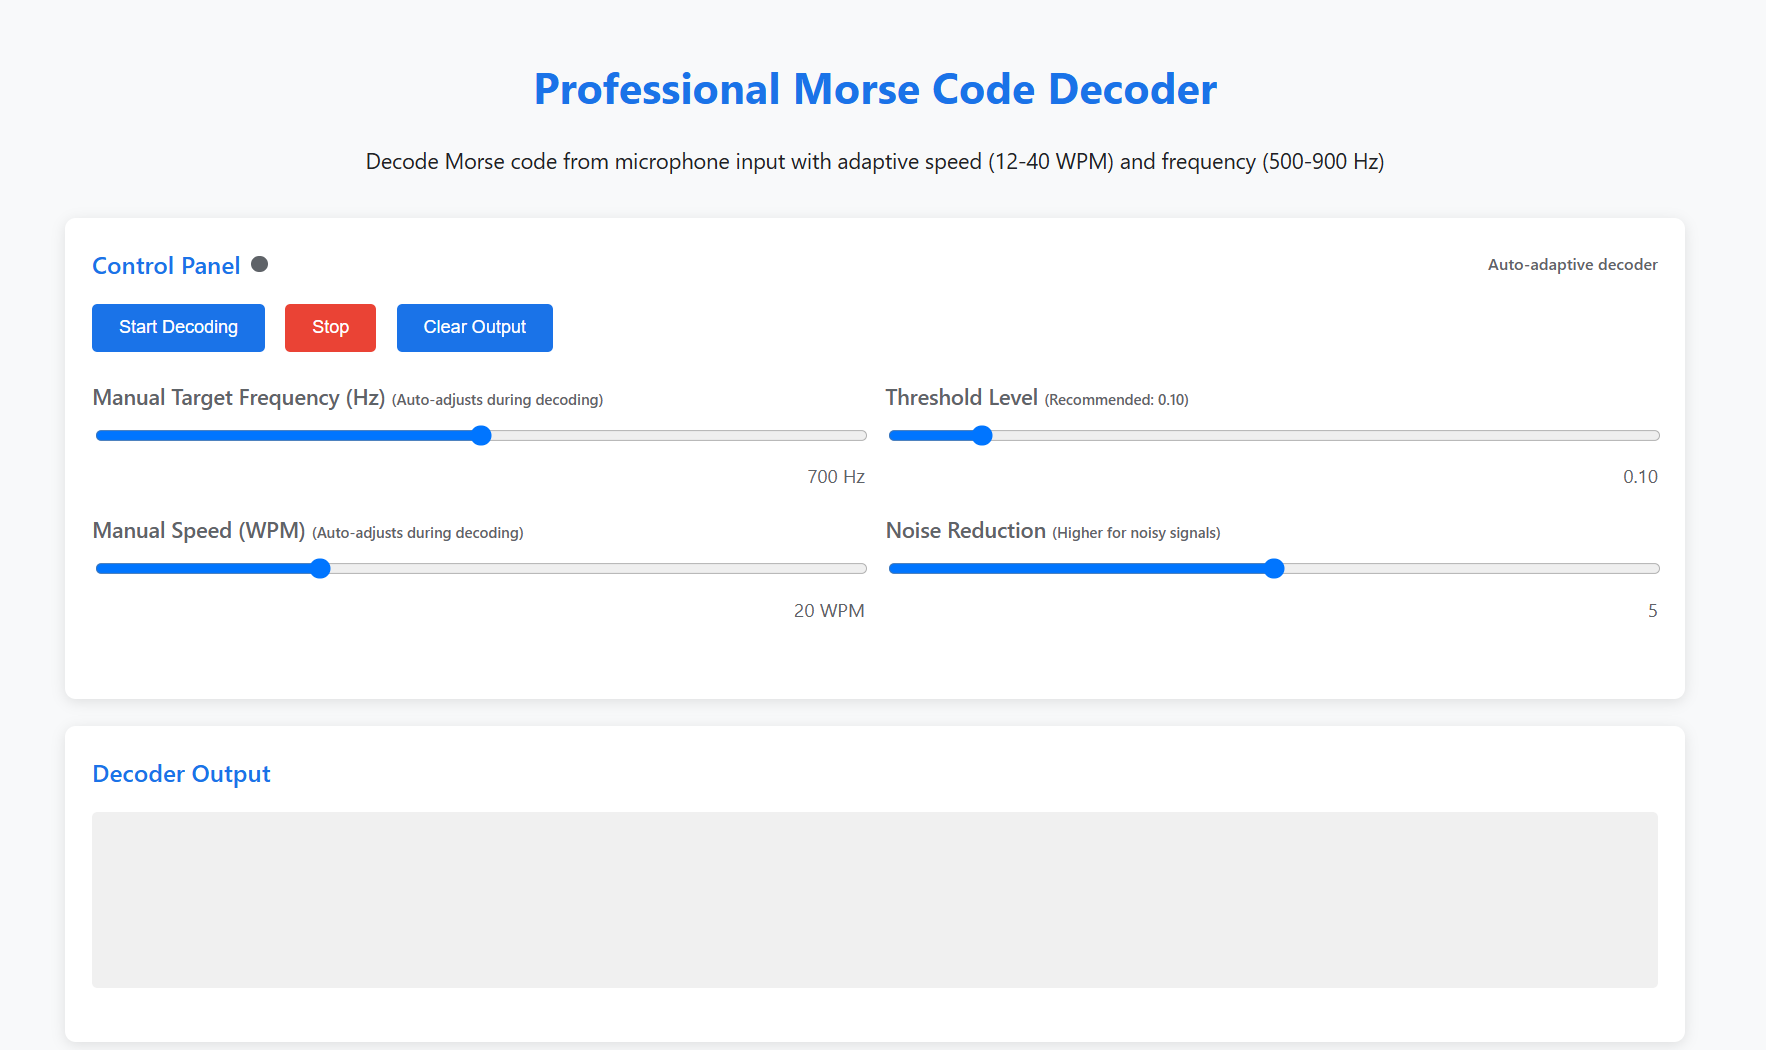 Professional Morse Code Decoder
Decode Morse code from microphone input with adaptive speed (12-40 WPM) and frequency (500-900 Hz)
Control Panel
Auto-adaptive decoder
Start Decoding
Stop
Clear Output
Manual Target Frequency (Hz) (Auto-adjusts during decoding)
700 Hz
Threshold Level (Recommended: 0.10)
0.10
Manual Speed (WPM) (Auto-adjusts during decoding)
20 WPM
Noise Reduction (Higher for noisy signals)
5
Decoder Output